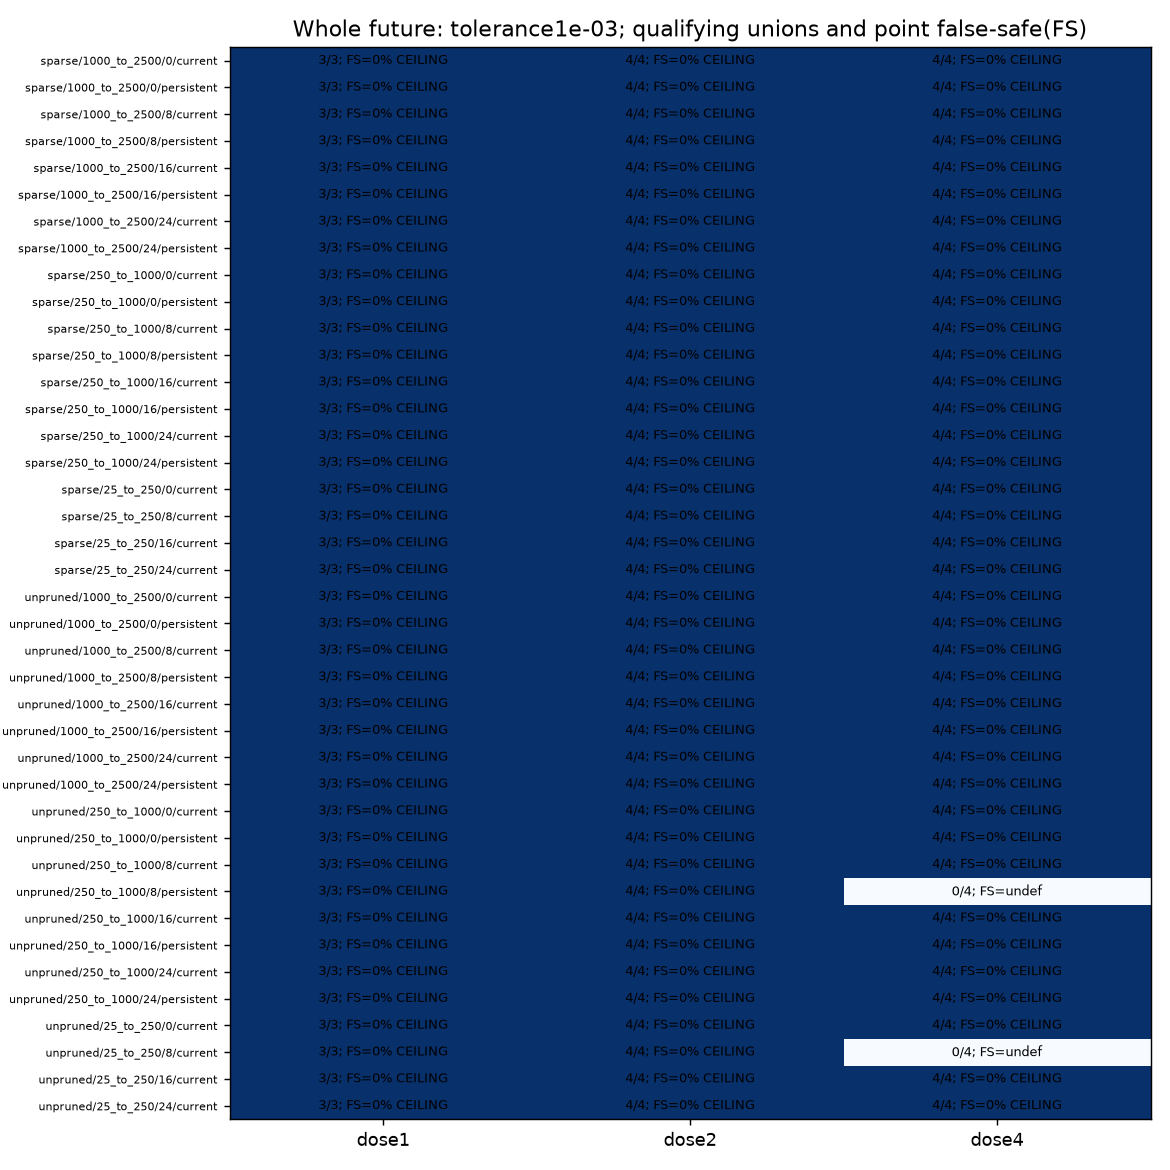 Whole future: tolerance1e-03; qualifying unions and point false-safe(FS)
sparse/1000_to_2500/0/current 3/3; FS=0% CEILING 4/4; FS=0% CEILING 4/4; FS=0% CEILING
sparse/1000_to_2500/0/persistent 3/3; FS=0% CEILING 4/4; FS=0% CEILING 4/4; FS=0% CEILING
sparse/1000_to_2500/8/current 3/3; FS=0% CEILING 4/4; FS=0% CEILING 4/4; FS=0% CEILING
sparse/1000_to_2500/8/persistent 3/3; FS=0% CEILING 4/4; FS=0% CEILING 4/4; FS=0% CEILING
sparse/1000_to_2500/16/current 3/3; FS=0% CEILING 4/4; FS=0% CEILING 4/4; FS=0% CEILING
sparse/1000_to_2500/16/persistent 3/3; FS=0% CEILING 4/4; FS=0% CEILING 4/4; FS=0% CEILING
sparse/1000_to_2500/24/current 3/3; FS=0% CEILING 4/4; FS=0% CEILING 4/4; FS=0% CEILING
sparse/1000_to_2500/24/persistent 3/3; FS=0% CEILING 4/4; FS=0% CEILING 4/4; FS=0% CEILING
sparse/250_to_1000/0/current 3/3; FS=0% CEILING 4/4; FS=0% CEILING 4/4; FS=0% CEILING
sparse/250_to_1000/0/persistent 3/3; FS=0% CEILING 4/4; FS=0% CEILING 4/4; FS=0% CEILING
sparse/250_to_1000/8/current 3/3; FS=0% CEILING 4/4; FS=0% CEILING 4/4; FS=0% CEILING
sparse/250_to_1000/8/persistent 3/3; FS=0% CEILING 4/4; FS=0% CEILING 4/4; FS=0% CEILING
sparse/250_to_1000/16/current 3/3; FS=0% CEILING 4/4; FS=0% CEILING 4/4; FS=0% CEILING
sparse/250_to_1000/16/persistent 3/3; FS=0% CEILING 4/4; FS=0% CEILING 4/4; FS=0% CEILING
sparse/250_to_1000/24/current 3/3; FS=0% CEILING 4/4; FS=0% CEILING 4/4; FS=0% CEILING
sparse/250_to_1000/24/persistent 3/3; FS=0% CEILING 4/4; FS=0% CEILING 4/4; FS=0% CEILING
sparse/25_to_250/0/current 3/3; FS=0% CEILING 4/4; FS=0% CEILING 4/4; FS=0% CEILING
sparse/25_to_250/8/current 3/3; FS=0% CEILING 4/4; FS=0% CEILING 4/4; FS=0% CEILING
sparse/25_to_250/16/current 3/3; FS=0% CEILING 4/4; FS=0% CEILING 4/4; FS=0% CEILING
sparse/25_to_250/24/current 3/3; FS=0% CEILING 4/4; FS=0% CEILING 4/4; FS=0% CEILING
unpruned/1000_to_2500/0/current 3/3; FS=0% CEILING 4/4; FS=0% CEILING 4/4; FS=0% CEILING
unpruned/1000_to_2500/0/persistent 3/3; FS=0% CEILING 4/4; FS=0% CEILING 4/4; FS=0% CEILING
unpruned/1000_to_2500/8/current 3/3; FS=0% CEILING 4/4; FS=0% CEILING 4/4; FS=0% CEILING
unpruned/1000_to_2500/8/persistent 3/3; FS=0% CEILING 4/4; FS=0% CEILING 4/4; FS=0% CEILING
unpruned/1000_to_2500/16/current 3/3; FS=0% CEILING 4/4; FS=0% CEILING 4/4; FS=0% CEILING
unpruned/1000_to_2500/16/persistent 3/3; FS=0% CEILING 4/4; FS=0% CEILING 4/4; FS=0% CEILING
unpruned/1000_to_2500/24/current 3/3; FS=0% CEILING 4/4; FS=0% CEILING 4/4; FS=0% CEILING
unpruned/1000_to_2500/24/persistent 3/3; FS=0% CEILING 4/4; FS=0% CEILING 4/4; FS=0% CEILING
unpruned/250_to_1000/0/current 3/3; FS=0% CEILING 4/4; FS=0% CEILING 4/4; FS=0% CEILING
unpruned/250_to_1000/0/persistent 3/3; FS=0% CEILING 4/4; FS=0% CEILING 4/4; FS=0% CEILING
unpruned/250_to_1000/8/current 3/3; FS=0% CEILING 4/4; FS=0% CEILING 4/4; FS=0% CEILING
unpruned/250_to_1000/8/persistent 3/3; FS=0% CEILING 4/4; FS=0% CEILING 0/4; FS=undef
unpruned/250_to_1000/16/current 3/3; FS=0% CEILING 4/4; FS=0% CEILING 4/4; FS=0% CEILING
unpruned/250_to_1000/16/persistent 3/3; FS=0% CEILING 4/4; FS=0% CEILING 4/4; FS=0% CEILING
unpruned/250_to_1000/24/current 3/3; FS=0% CEILING 4/4; FS=0% CEILING 4/4; FS=0% CEILING
unpruned/250_to_1000/24/persistent 3/3; FS=0% CEILING 4/4; FS=0% CEILING 4/4; FS=0% CEILING
unpruned/25_to_250/0/current 3/3; FS=0% CEILING 4/4; FS=0% CEILING 4/4; FS=0% CEILING
unpruned/25_to_250/8/current 3/3; FS=0% CEILING 4/4; FS=0% CEILING 0/4; FS=undef
unpruned/25_to_250/16/current 3/3; FS=0% CEILING 4/4; FS=0% CEILING 4/4; FS=0% CEILING
unpruned/25_to_250/24/current 3/3; FS=0% CEILING 4/4; FS=0% CEILING 4/4; FS=0% CEILING
dose1 dose2 dose4